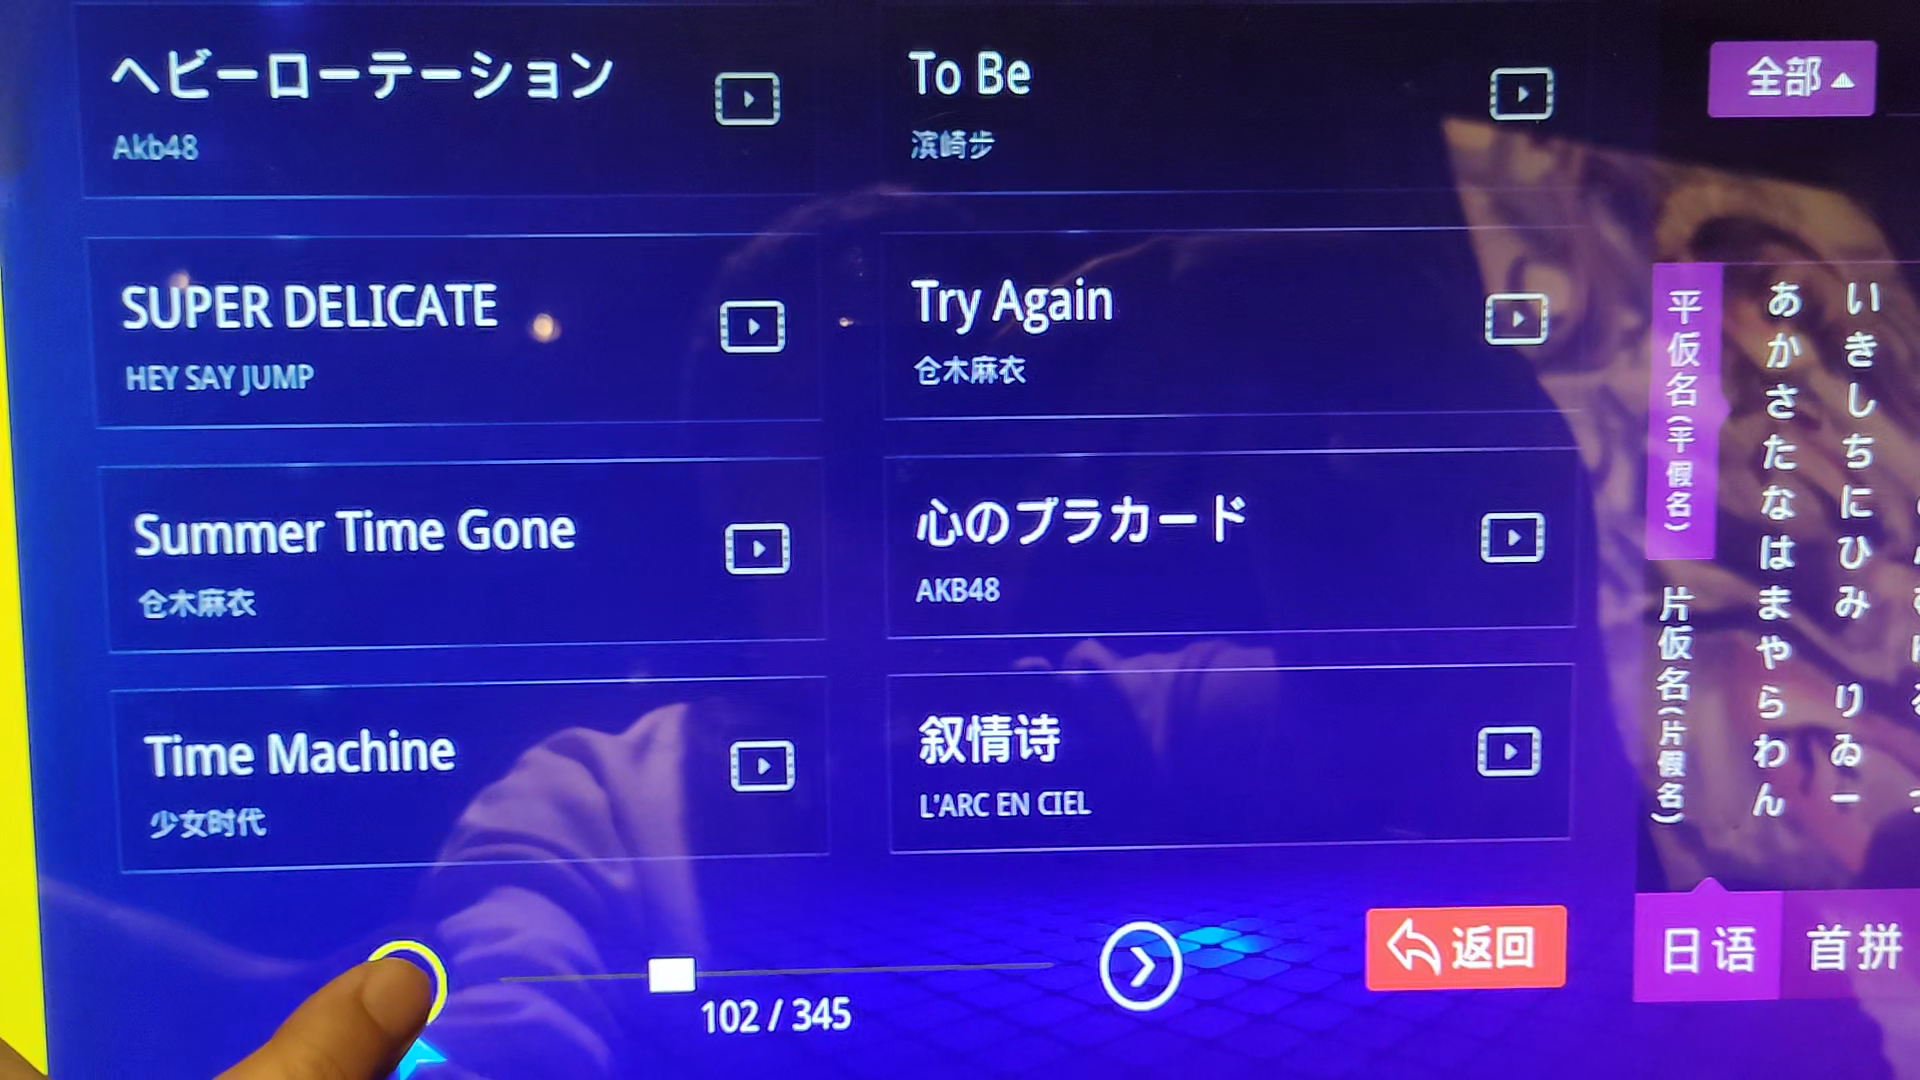 ヘビーローテーション
Akb48
To Be
滨崎步
SUPER DELICATE
HEY SAY JUMP
Try Again
仓木麻衣
Summer Time Gone
仓木麻衣
心のプラカード
AKB48
Time Machine
少女时代
叙情诗
L'ARC EN CIEL
102 / 345
返回
全部
平仮名(平假名)
片仮名(片假名)
あ い
か き
さ し
た ち
な に
は ひ
ま み
や
ら り
わ ゐ
ん ー
日语
首拼